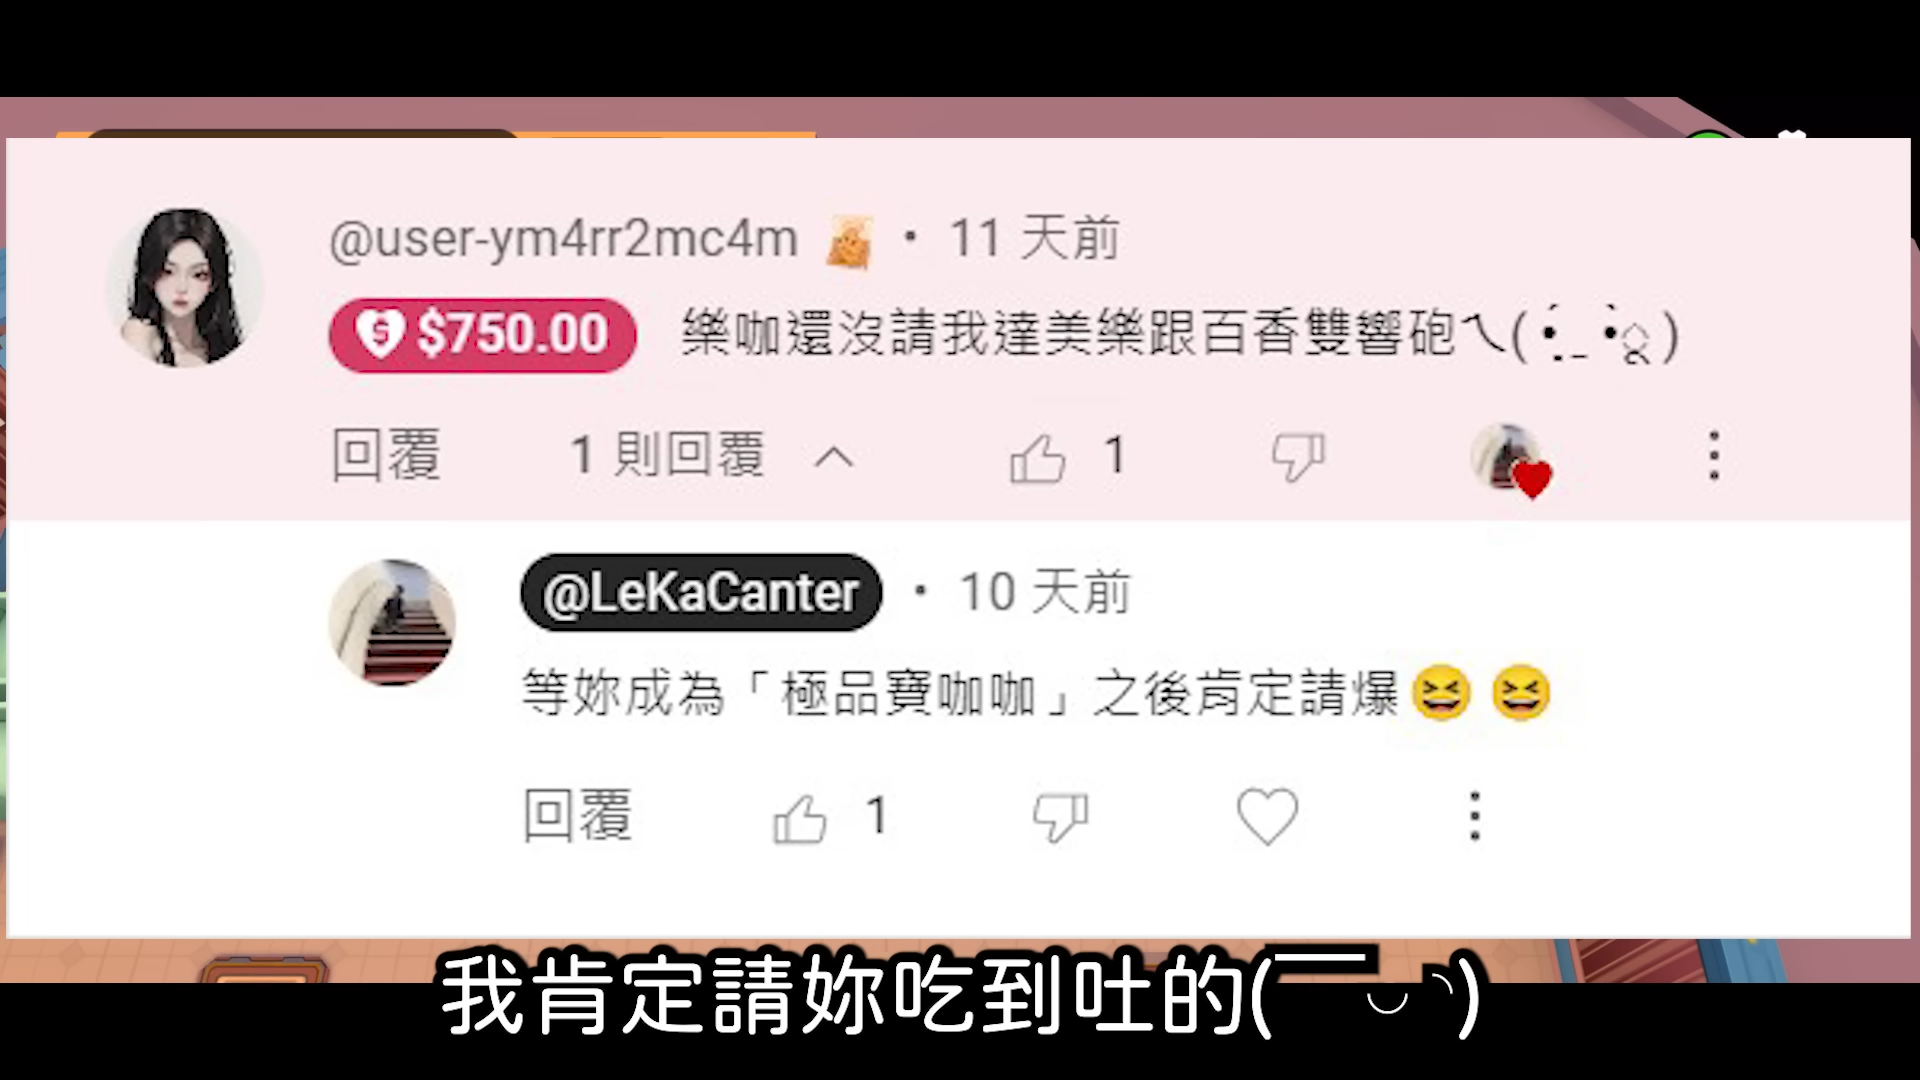 @user-ym4rr2mc4m • 11 天前
$750.00 樂咖還沒請我達美樂跟百香雙響砲ㄟ(•́ˬ•̀ू)
回覆 1 則回覆 1
@LeKaCanter • 10 天前
等妳成為「極品寶咖咖」之後肯定請爆😆😆
回覆 1
我肯定請妳吃到吐的(￣◡◝)